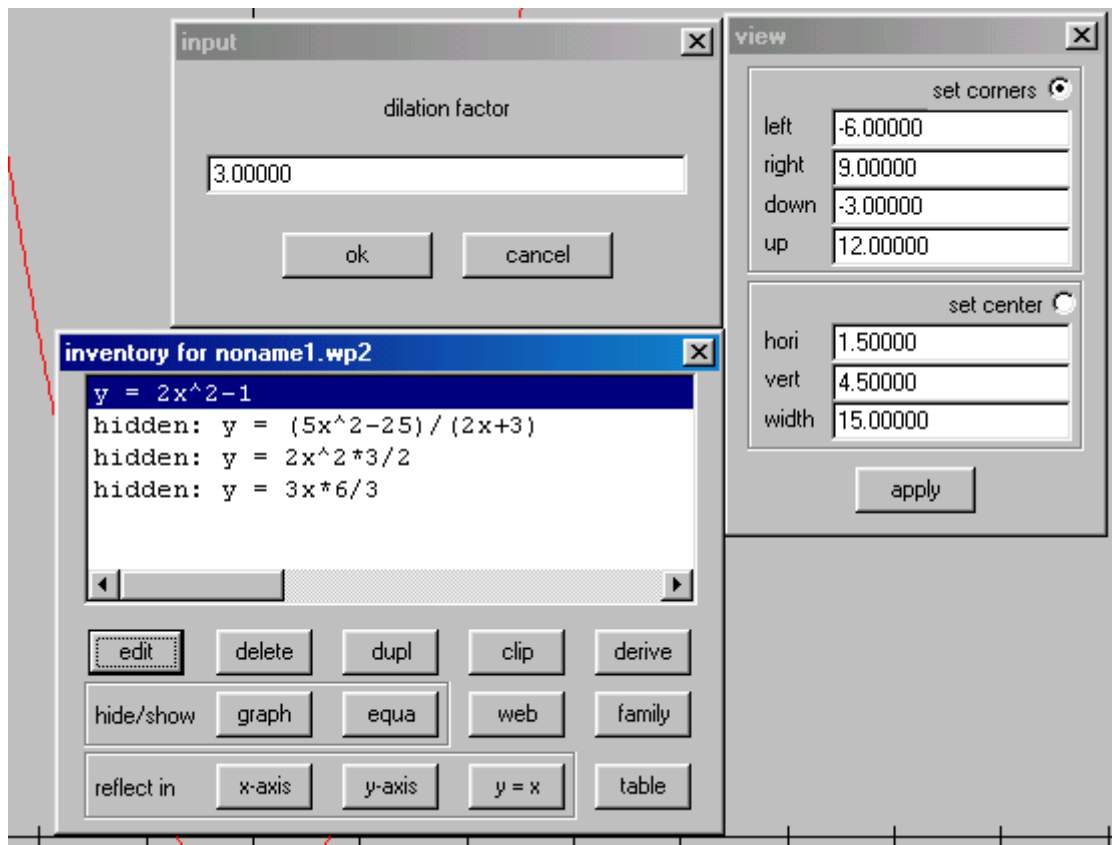 input
dilation factor
3.00000
ok cancel
view
set corners
left -6.00000
right 9.00000
down -3.00000
up 12.00000
set center
hori 1.50000
vert 4.50000
width 15.00000
apply
inventory for noname1.wp2
y = 2x^2-1
hidden: y = (5x^2-25)/(2x+3)
hidden: y = 2x^2*3/2
hidden: y = 3x*6/3
edit delete dupl clip derive
hide/show graph equa web family
reflect in x-axis y-axis y = x table